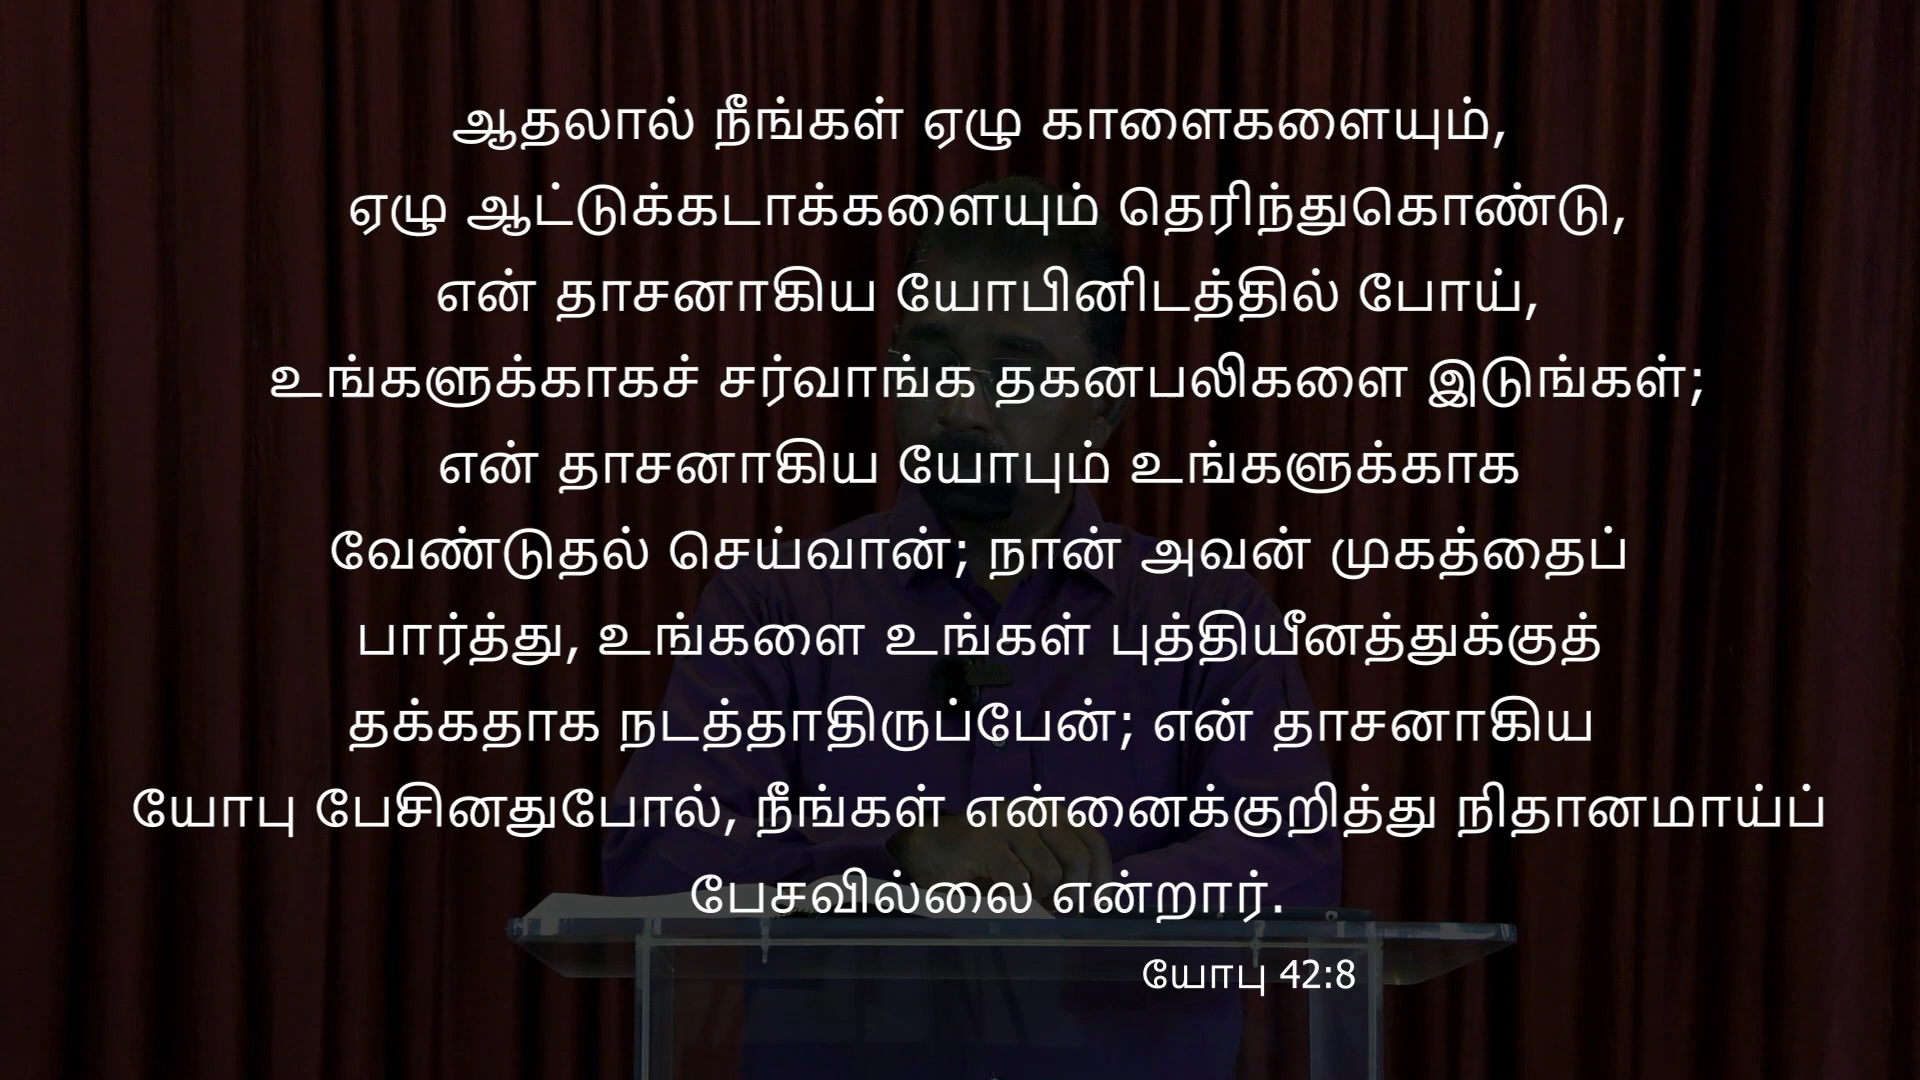 ஆதலால் நீங்கள் ஏழு காளைகளையும்,
ஏழு ஆட்டுக்கடாக்களையும் தெரிந்துகொண்டு,
என் தாசனாகிய யோபினிடத்தில் போய்,
உங்களுக்காகச் சர்வாங்க தகனபலிகளை இடுங்கள்;
என் தாசனாகிய யோபும் உங்களுக்காக
வேண்டுதல் செய்வான்; நான் அவன் முகத்தைப்
பார்த்து, உங்களை உங்கள் புத்தியீனத்துக்குத்
தக்கதாக நடத்தாதிருப்பேன்; என் தாசனாகிய
யோபு பேசினதுபோல், நீங்கள் என்னைக்குறித்து நிதானமாய்ப்
பேசவில்லை என்றார்.
யோபு 42:8